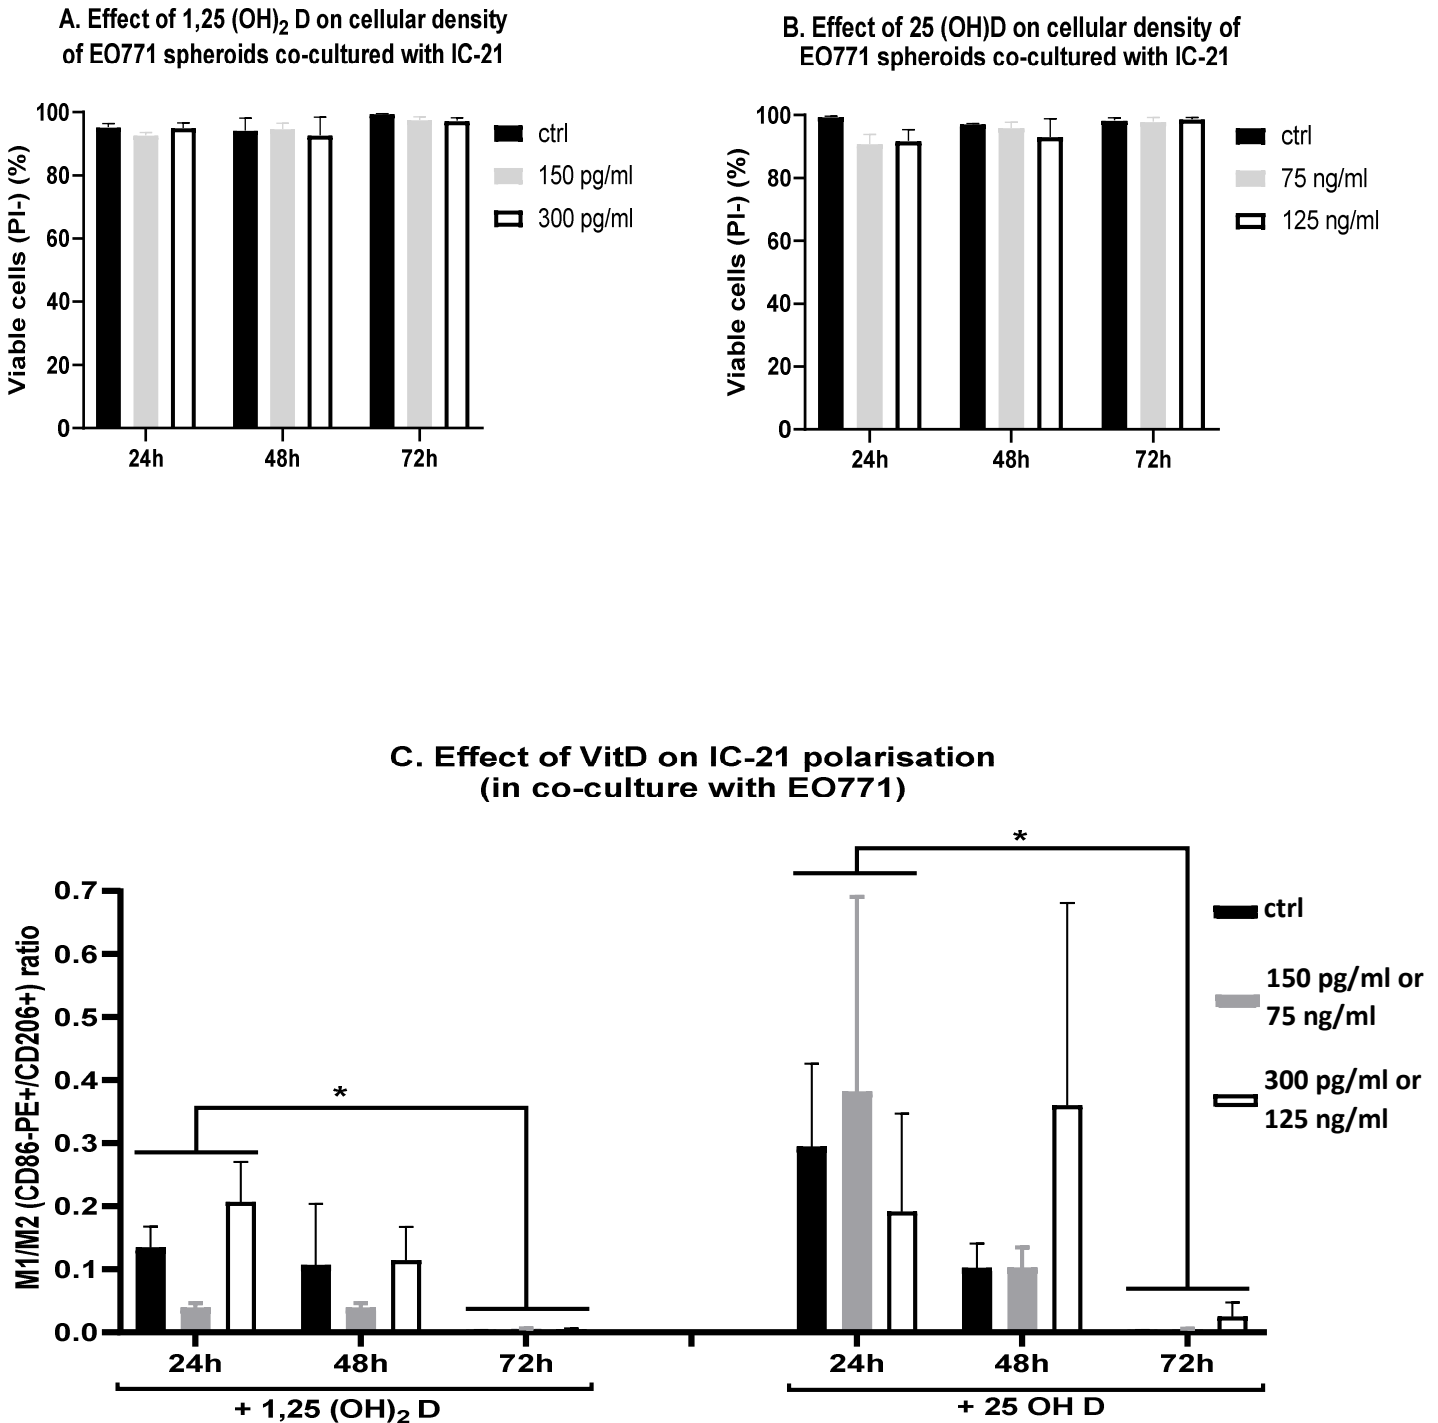 A. Effect of 1,25 (OH)2 D on cellular density
of EO771 spheroids co-cultured with IC-21
Viable cells (PI-) (%)
100
80
60
40
20
0
24h
48h
72h
ctrl
150 pg/ml
300 pg/ml
B. Effect of 25 (OH)D on cellular density of
EO771 spheroids co-cultured with IC-21
Viable cells (PI-) (%)
100
80
60
40
20
0
24h
48h
72h
ctrl
75 ng/ml
125 ng/ml
C. Effect of VitD on IC-21 polarisation
(in co-culture with EO771)
M1/M2 (CD86-PE+/CD206+) ratio
0.7
0.6
0.5
0.4
0.3
0.2
0.1
0.0
*
*
24h
48h
72h
24h
48h
72h
+ 1,25 (OH)2 D
+ 25 OH D
ctrl
150 pg/ml or
75 ng/ml
300 pg/ml or
125 ng/ml